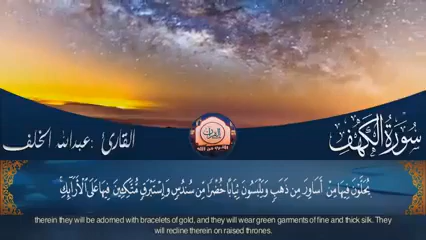 سورة الكهف
القارئ : عبدالله الخلف
يُحَلَّوْنَ فِيهَا مِنْ أَسَاوِرَ مِن ذَهَبٍ وَيَلْبَسُونَ ثِيَابًا خُضْرًا مِّن سُندُسٍ وَإِسْتَبْرَقٍ مُّتَّكِئِينَ فِيهَا عَلَى الْأَرَائِكِ ۚ
therein they will be adorned with bracelets of gold, and they will wear green garments of fine and thick silk. They
will recline therein on raised thrones.